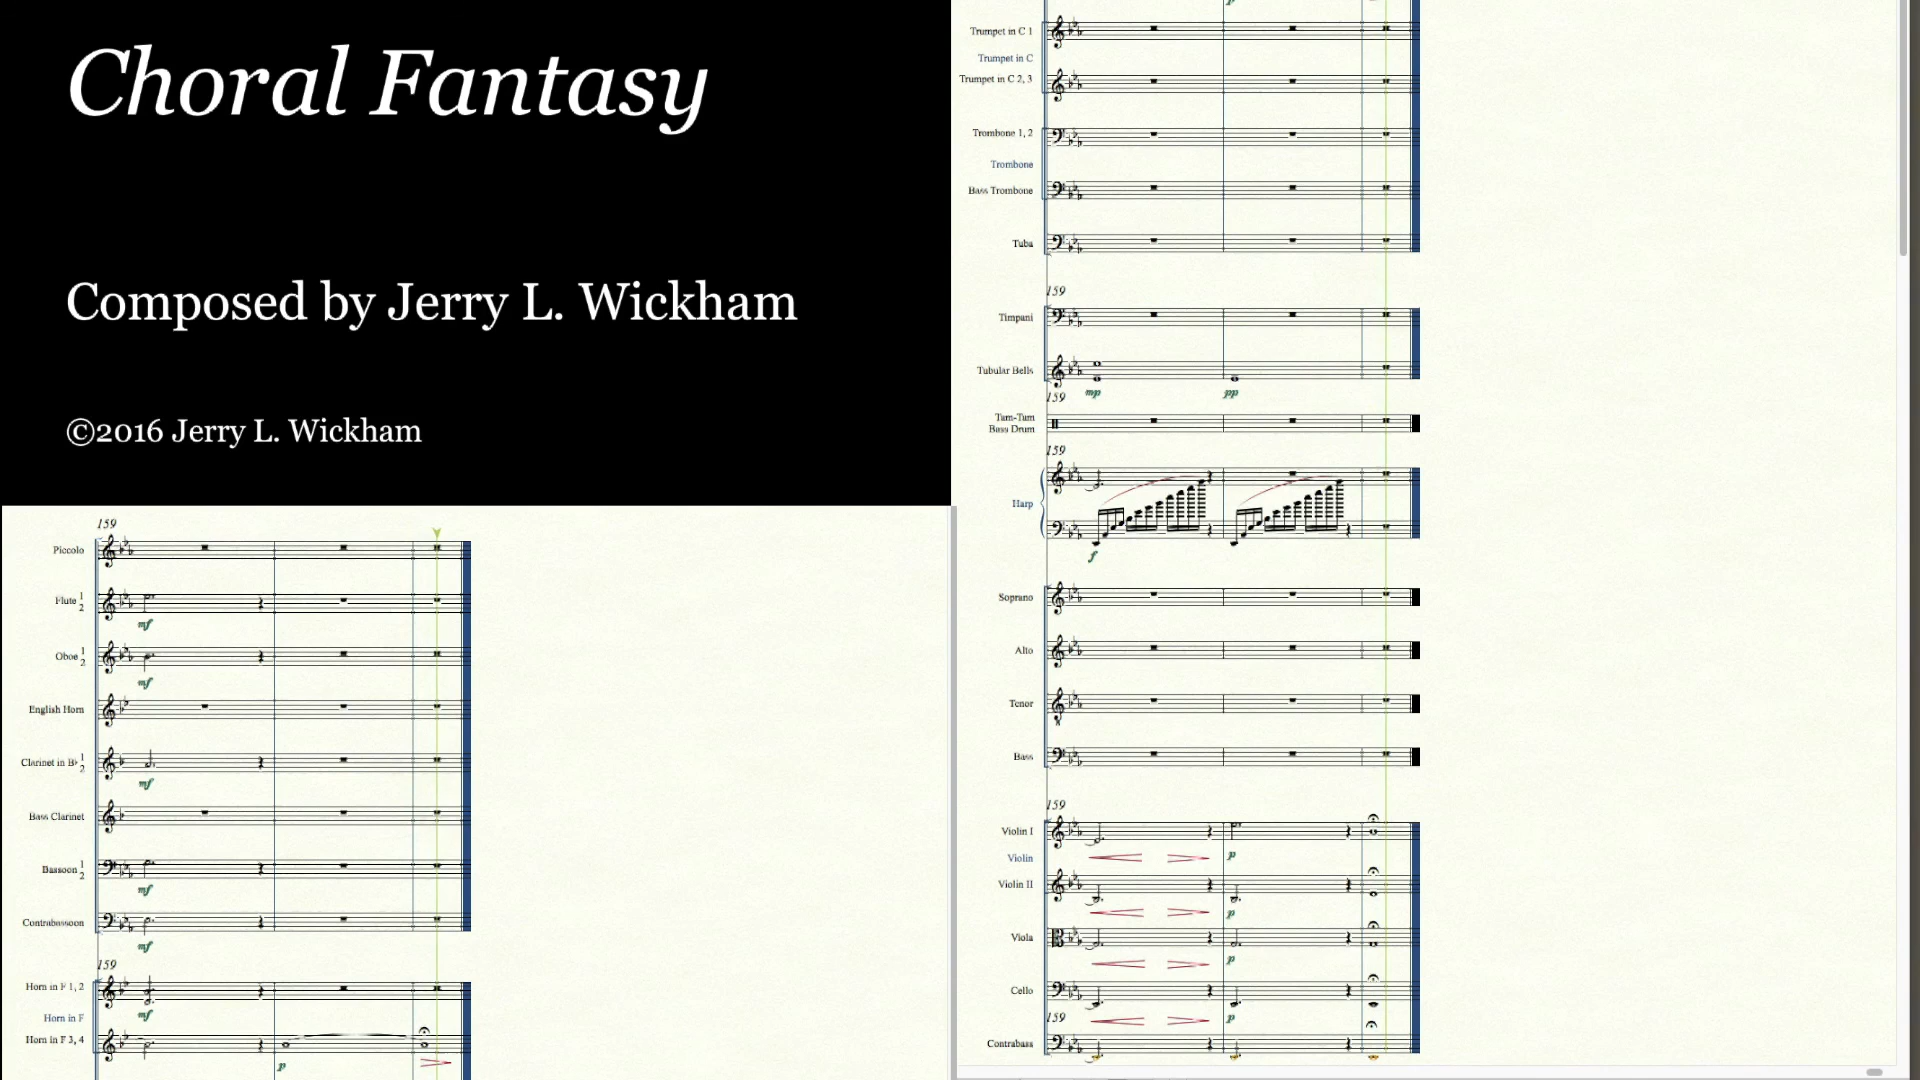 Choral Fantasy
Composed by Jerry L. Wickham
©2016 Jerry L. Wickham
159
Piccolo
Flute 1 2
mf
Oboe 1 2
mf
English Horn
Clarinet in B♭ 1 2
mf
Bass Clarinet
Bassoon 1 2
mf
Contrabassoon
mf
159
Horn in F 1, 2
mf
Horn in F
Horn in F 3, 4
p
Trumpet in C 1
Trumpet in C
Trumpet in C 2, 3
Trombone 1, 2
Trombone
Bass Trombone
Tuba
159
Timpani
Tubular Bells
mp pp
159
Tam-Tam
Bass Drum
159
Harp
f
Soprano
Alto
Tenor
Bass
159
Violin I
Violin
p
Violin II
p
Viola
p
Cello
159
p
Contrabass